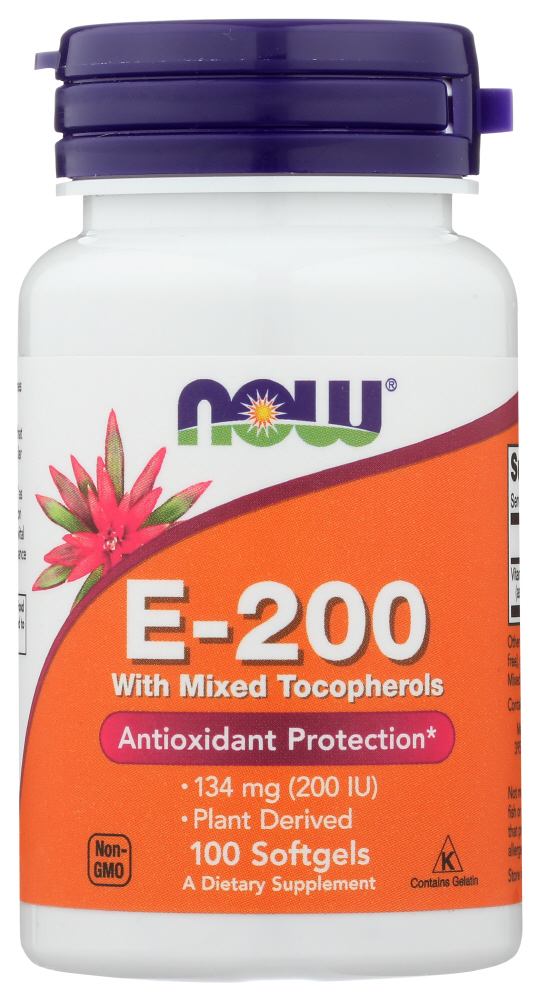 NOW®
E-200
With Mixed Tocopherols
Antioxidant Protection*
• 134 mg (200 IU)
• Plant Derived
100 Softgels
A Dietary Supplement
Non-
GMO
K
Contains Gelatin